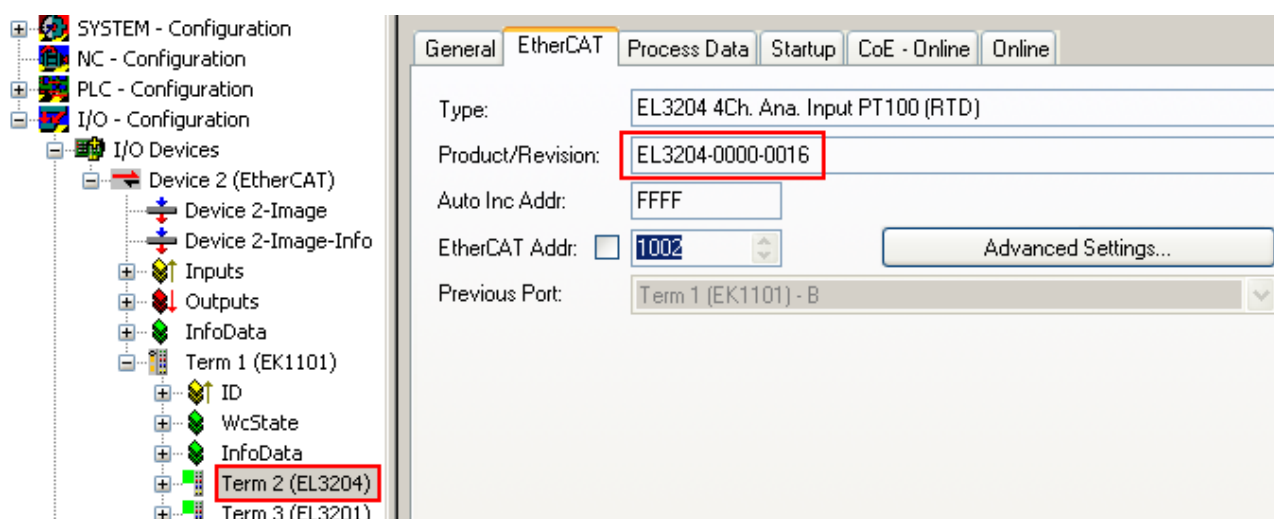 SYSTEM - Configuration
NC - Configuration
PLC - Configuration
I/O - Configuration
I/O Devices
Device 2 (EtherCAT)
Device 2-Image
Device 2-Image-Info
Inputs
Outputs
InfoData
Term 1 (EK1101)
ID
WcState
InfoData
Term 2 (EL3204)
Term 3 (EL3201)
General EtherCAT Process Data Startup CoE - Online Online
Type: EL3204 4Ch. Ana. Input PT100 (RTD)
Product/Revision: EL3204-0000-0016
Auto Inc Addr: FFFF
EtherCAT Addr: 1002 Advanced Settings...
Previous Port: Term 1 (EK1101) - B